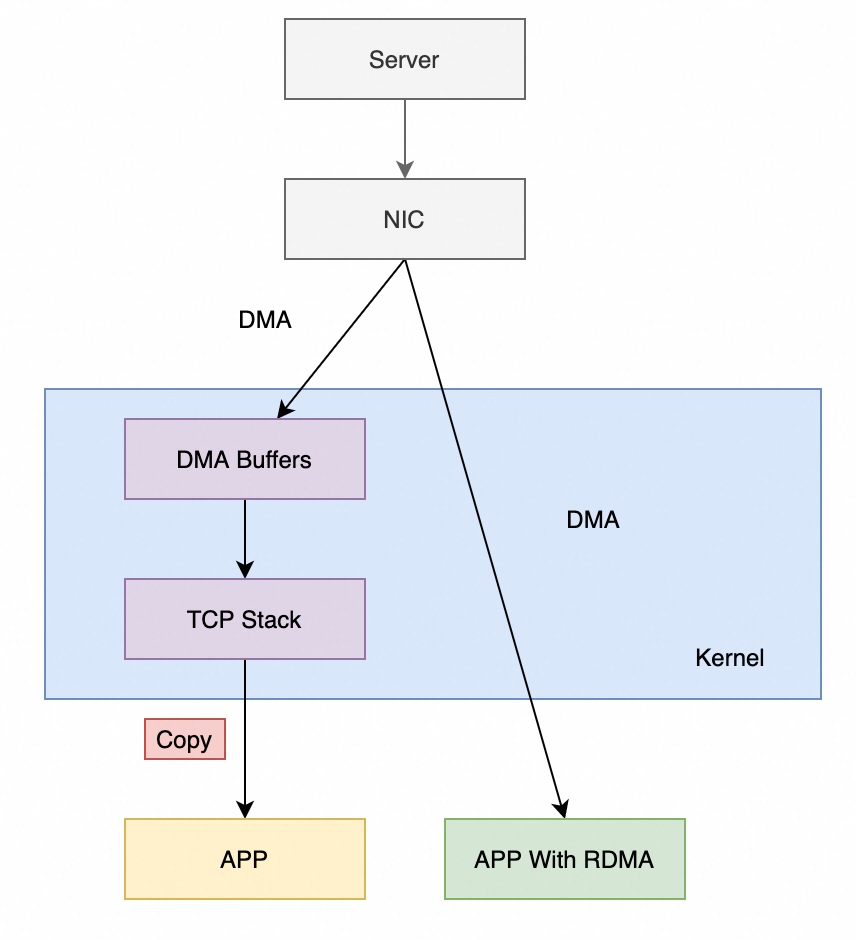 Server
NIC
DMA
DMA Buffers
DMA
TCP Stack
Kernel
Copy
APP
APP With RDMA